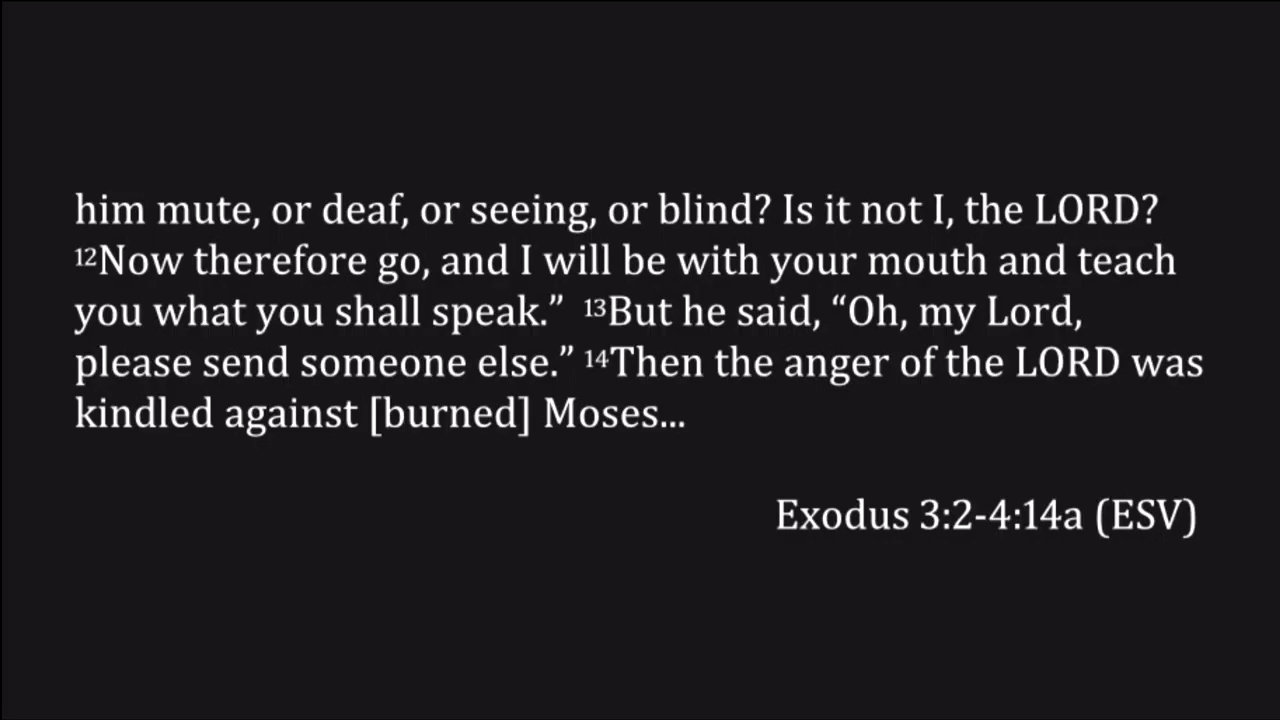 him mute, or deaf, or seeing, or blind? Is it not I, the LORD?
¹²Now therefore go, and I will be with your mouth and teach
you what you shall speak.” ¹³But he said, “Oh, my Lord,
please send someone else.” ¹⁴Then the anger of the LORD was
kindled against [burned] Moses...
Exodus 3:2-4:14a (ESV)